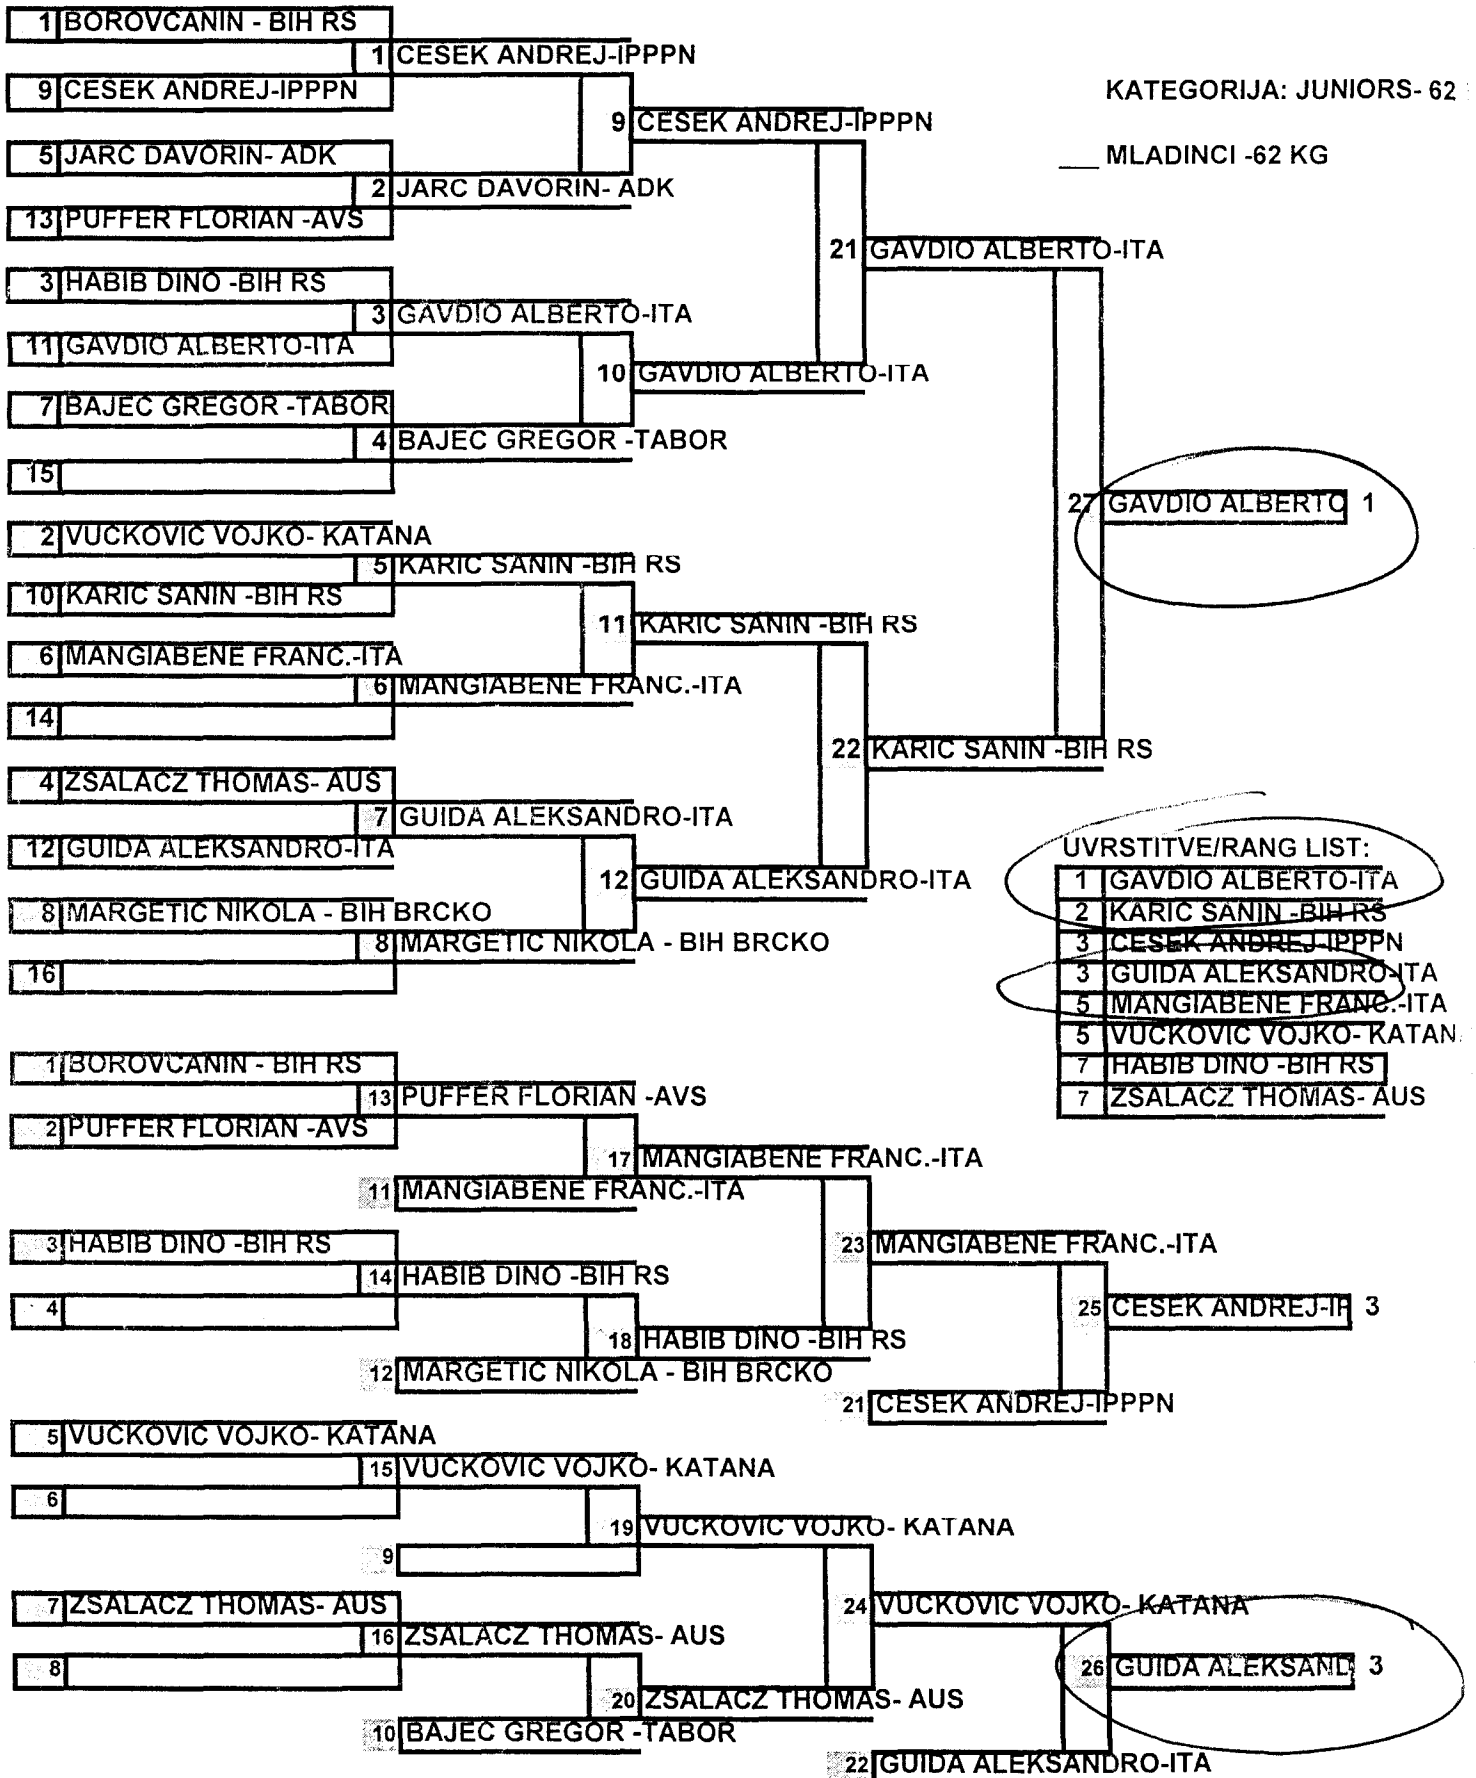 1 BOROVCANIN - BIH RS
1 CESEK ANDREJ-IPPPN
9 CESEK ANDREJ-IPPPN
KATEGORIJA: JUNIORS- 62
9 CESEK ANDREJ-IPPPN
5 JARC DAVORIN- ADK
MLADINCI -62 KG
2 JARC DAVORIN- ADK
13 PUFFER FLORIAN -AVS
21 GAVDIO ALBERTO-ITA
3 HABIB DINO -BIH RS
3 GAVDIO ALBERTO-ITA
11 GAVDIO ALBERTO-ITA
10 GAVDIO ALBERTO-ITA
7 BAJEC GREGOR -TABOR
4 BAJEC GREGOR -TABOR
15
27 GAVDIO ALBERTO 1
2 VUCKOVIC VOJKO- KATANA
5 KARIC SANIN -BIH RS
10 KARIC SANIN -BIH RS
11 KARIC SANIN -BIH RS
6 MANGIABENE FRANC.-ITA
6 MANGIABENE FRANC.-ITA
14
22 KARIC SANIN -BIH RS
4 ZSALACZ THOMAS- AUS
7 GUIDA ALEKSANDRO-ITA
12 GUIDA ALEKSANDRO-ITA
12 GUIDA ALEKSANDRO-ITA
8 MARGETIC NIKOLA - BIH BRCKO
8 MARGETIC NIKOLA - BIH BRCKO
16
UVRSTITVE/RANG LIST:
1 GAVDIO ALBERTO-ITA
2 KARIC SANIN -BIH RS
3 CESEK ANDREJ-IPPPN
3 GUIDA ALEKSANDRO-ITA
5 MANGIABENE FRANC.-ITA
5 VUCKOVIC VOJKO- KATAN
7 HABIB DINO -BIH RS
7 ZSALACZ THOMAS- AUS
1 BOROVCANIN - BIH RS
13 PUFFER FLORIAN -AVS
2 PUFFER FLORIAN -AVS
17 MANGIABENE FRANC.-ITA
11 MANGIABENE FRANC.-ITA
3 HABIB DINO -BIH RS
23 MANGIABENE FRANC.-ITA
14 HABIB DINO -BIH RS
4
25 CESEK ANDREJ-IP 3
18 HABIB DINO -BIH RS
12 MARGETIC NIKOLA - BIH BRCKO
21 CESEK ANDREJ-IPPPN
5 VUCKOVIC VOJKO- KATANA
15 VUCKOVIC VOJKO- KATANA
6
19 VUCKOVIC VOJKO- KATANA
9
7 ZSALACZ THOMAS- AUS
24 VUCKOVIC VOJKO- KATANA
16 ZSALACZ THOMAS- AUS
8
26 GUIDA ALEKSAND 3
20 ZSALACZ THOMAS- AUS
10 BAJEC GREGOR -TABOR
22 GUIDA ALEKSANDRO-ITA